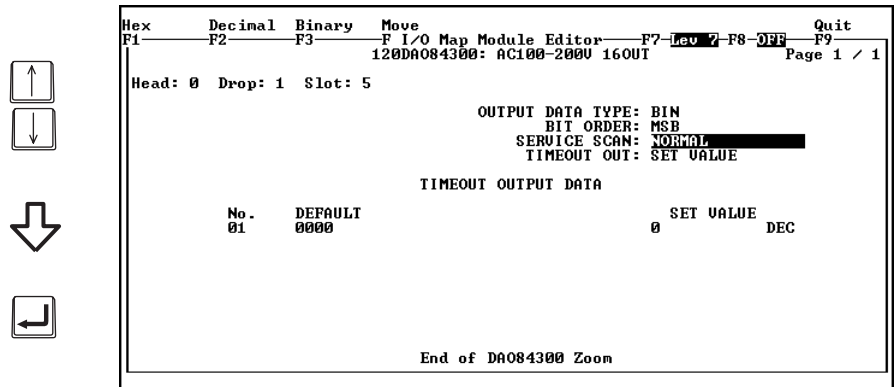 Hex Decimal Binary Move Quit
F1 F2 F3 F I/O Map Module Editor F7-Lev 7-F8-OFF F9
120DAO84300: AC100-200V 16OUT Page 1 / 1
Head: 0 Drop: 1 Slot: 5
OUTPUT DATA TYPE: BIN
BIT ORDER: MSB
SERVICE SCAN: NORMAL
TIMEOUT OUT: SET VALUE
TIMEOUT OUTPUT DATA
No. DEFAULT SET VALUE
01 0000 0 DEC
End of DAO84300 Zoom